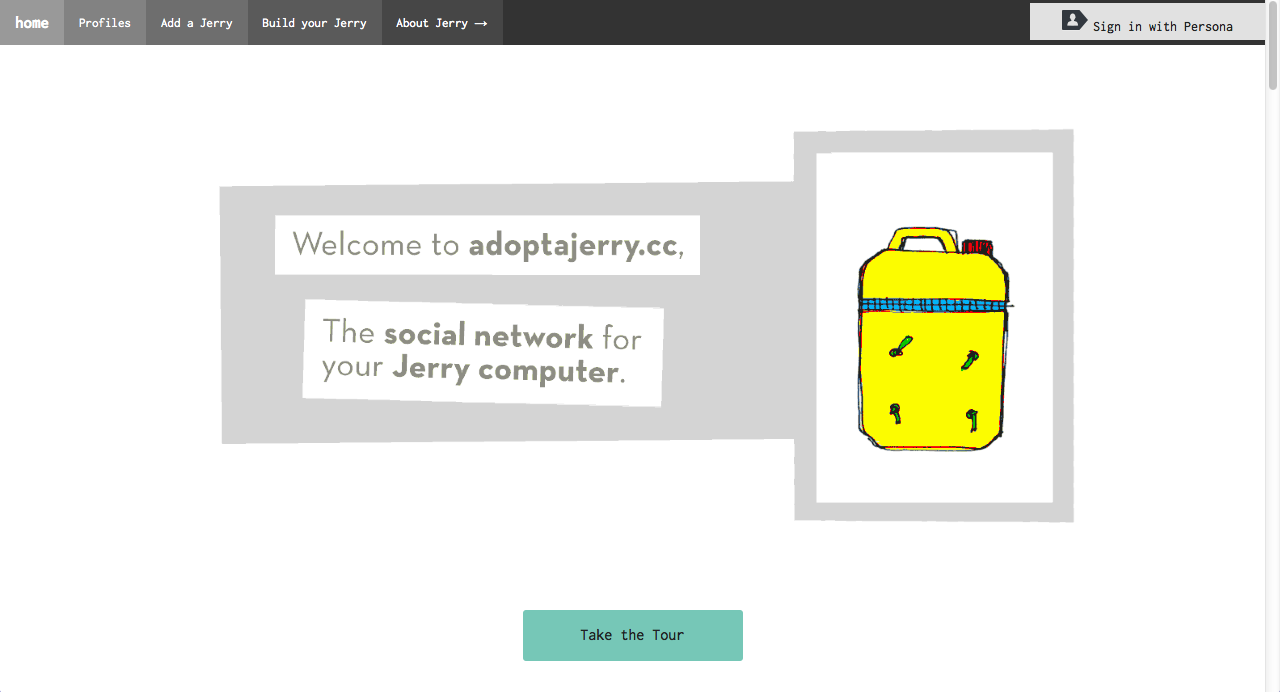 home
Profiles
Add a Jerry
Build your Jerry
About Jerry →
Sign in with Persona
Welcome to adoptajerry.cc,
The social network for
your Jerry computer.
Take the Tour